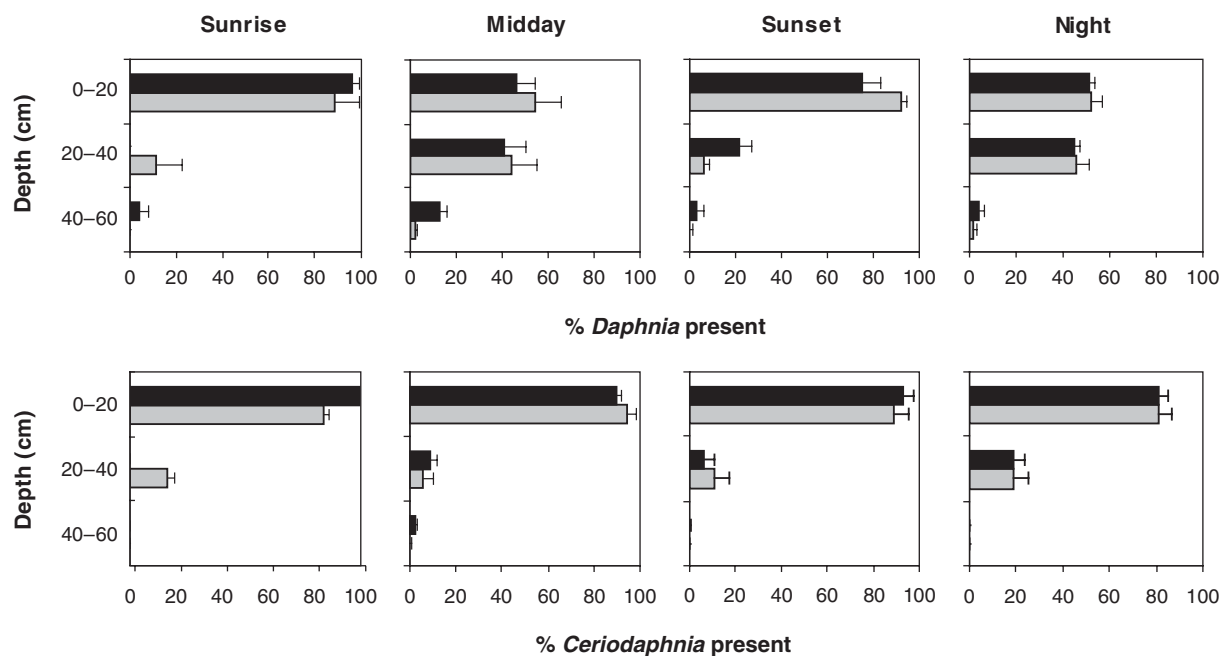 Sunrise Midday Sunset Night
Depth (cm)
0–20
20–40
40–60
0 20 40 60 80 100 0 20 40 60 80 100 0 20 40 60 80 100 0 20 40 60 80 100
% Daphnia present
Depth (cm)
0–20
20–40
40–60
0 20 40 60 80 100 0 20 40 60 80 100 0 20 40 60 80 100 0 20 40 60 80 100
% Ceriodaphnia present